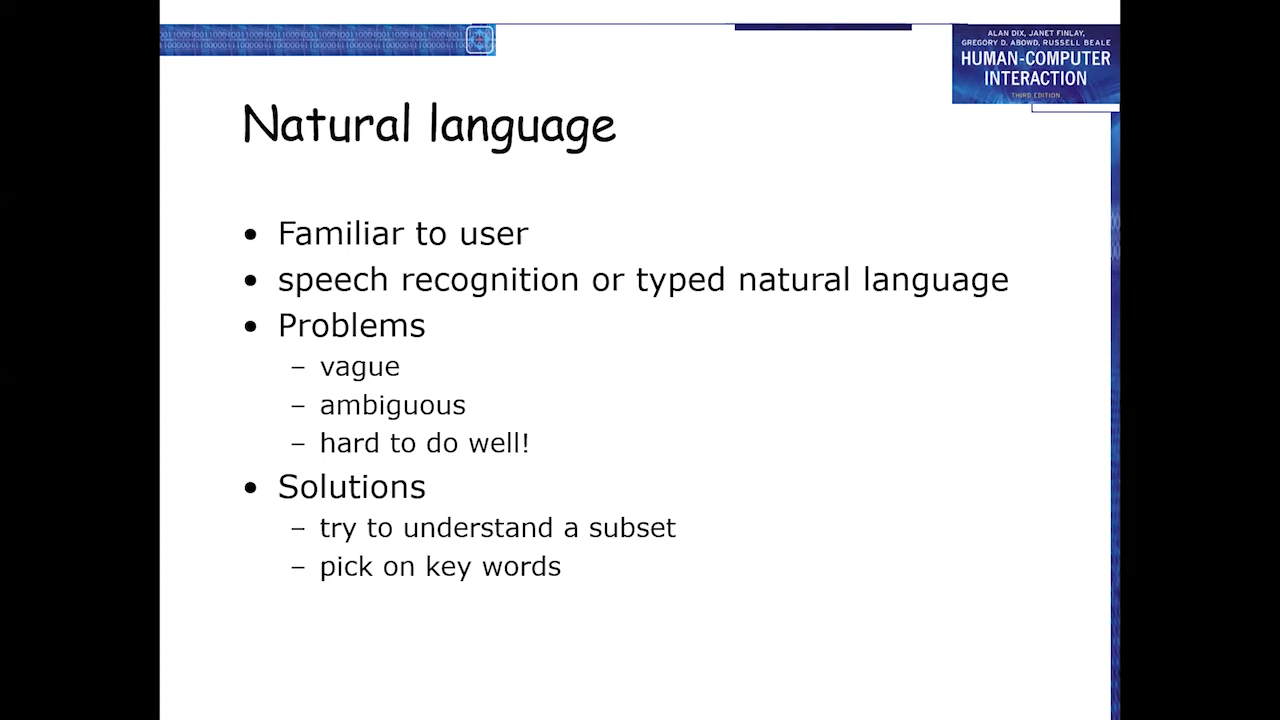 ALAN DIX, JANET FINLAY,
GREGORY D. ABOWD, RUSSELL BEALE
HUMAN-COMPUTER
INTERACTION
THIRD EDITION
Natural language
• Familiar to user
• speech recognition or typed natural language
• Problems
– vague
– ambiguous
– hard to do well!
• Solutions
– try to understand a subset
– pick on key words